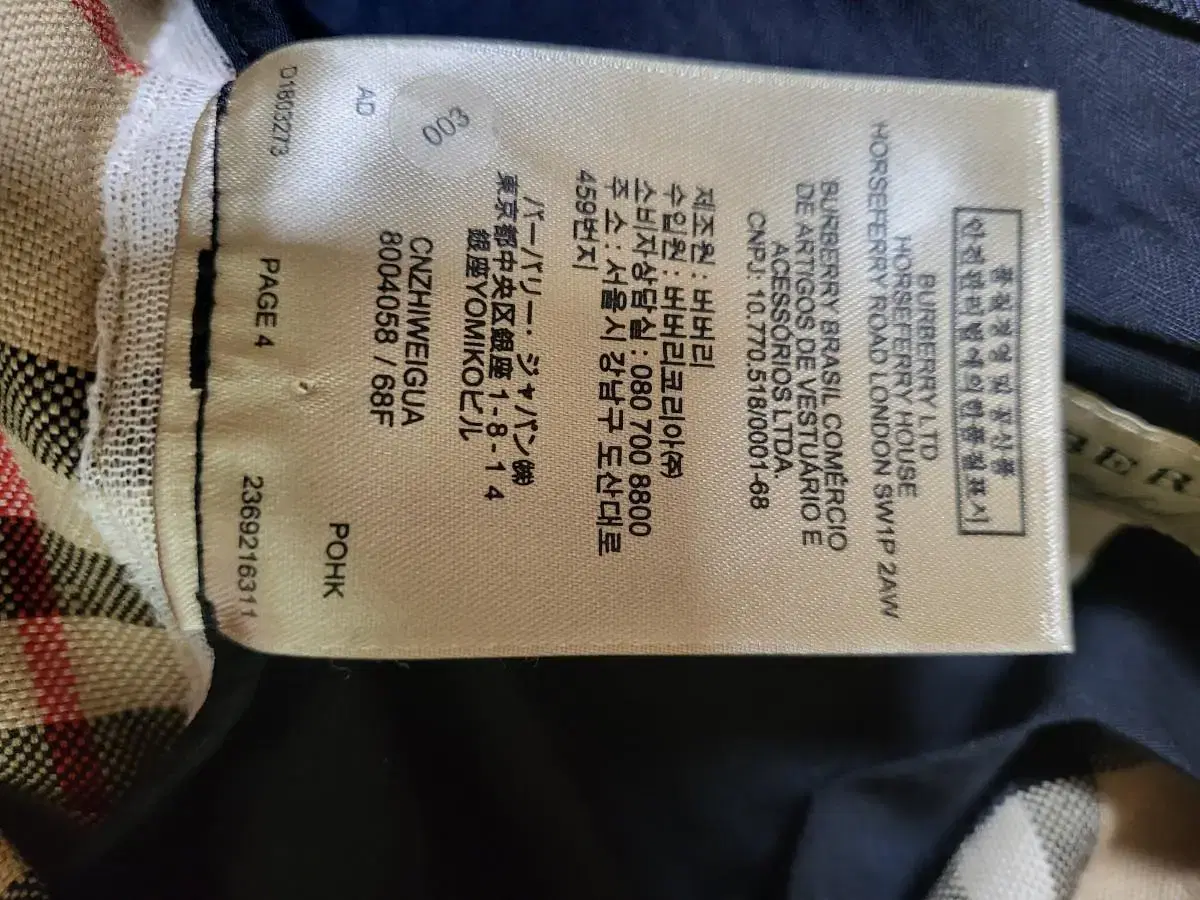 품질경영 및 공산품
안전관리법에의한품질표시
BURBERRY LTD
HORSEFERRY HOUSE
HORSEFERRY ROAD LONDON SW1P 2AW
BURBERRY BRASIL COMÉRCIO
DE ARTIGOS DE VESTUÁRIO E
ACESSÓRIOS LTDA.
CNPJ: 10.770.518/0001-68
제조원 : 버버리
수입원 : 버버리코리아㈜
소비자상담실 : 080 700 8800
주 소 : 서울시 강남구 도산대로
459번지
バーバリー・ジャパン㈱
東京都中央区銀座 1-8-14
銀座YOMIKOビル
CNZHIWEIGUA
8004058 / 68F
003
AD
POHK
D1803273
PAGE 4
2369216311
BER